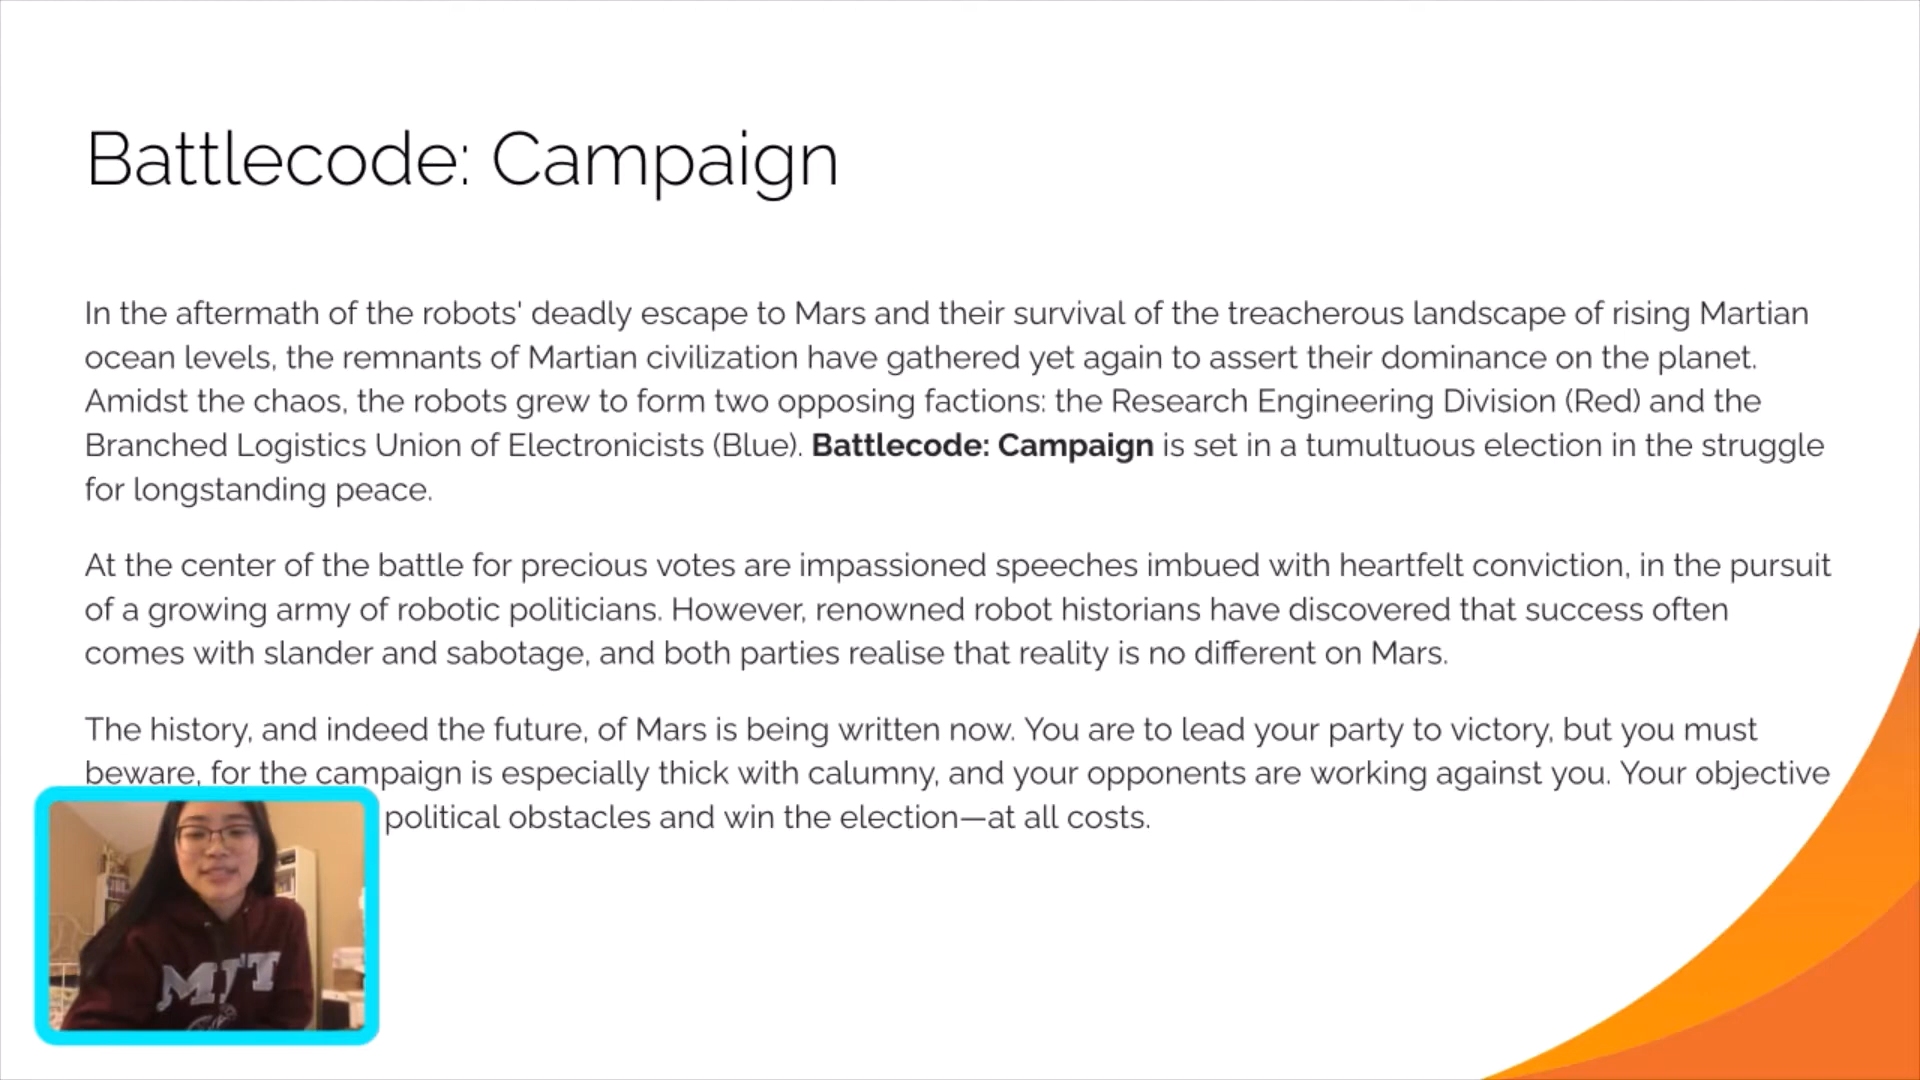 Battlecode: Campaign
In the aftermath of the robots' deadly escape to Mars and their survival of the treacherous landscape of rising Martian
ocean levels, the remnants of Martian civilization have gathered yet again to assert their dominance on the planet.
Amidst the chaos, the robots grew to form two opposing factions: the Research Engineering Division (Red) and the
Branched Logistics Union of Electronicists (Blue). Battlecode: Campaign is set in a tumultuous election in the struggle
for longstanding peace.
At the center of the battle for precious votes are impassioned speeches imbued with heartfelt conviction, in the pursuit
of a growing army of robotic politicians. However, renowned robot historians have discovered that success often
comes with slander and sabotage, and both parties realise that reality is no different on Mars.
The history, and indeed the future, of Mars is being written now. You are to lead your party to victory, but you must
beware, for the campaign is especially thick with calumny, and your opponents are working against you. Your objective
political obstacles and win the election—at all costs.
MIT